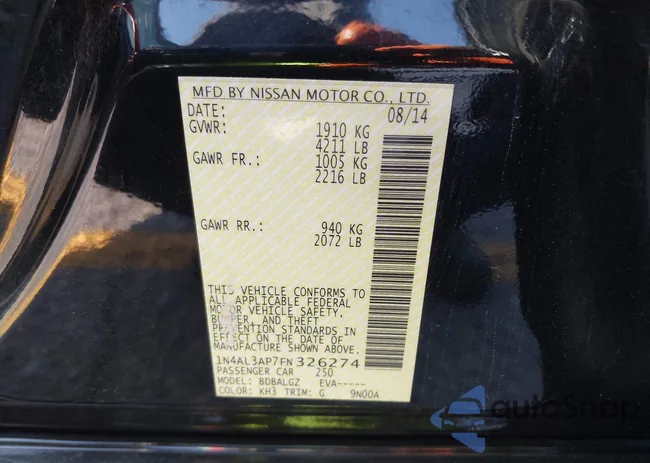 MFD BY NISSAN MOTOR CO., LTD.
DATE: 08/14
GVWR: 1910 KG
4211 LB
GAWR FR.: 1005 KG
2216 LB
GAWR RR.: 940 KG
2072 LB
THIS VEHICLE CONFORMS TO
ALL APPLICABLE FEDERAL
MOTOR VEHICLE SAFETY,
BUMPER, AND THEFT
PREVENTION STANDARDS IN
EFFECT ON THE DATE OF
MANUFACTURE SHOWN ABOVE.
1N4AL3AP7FN326274
PASSENGER CAR 250
MODEL: BDBALGZ EVA-----
COLOR: KH3 TRIM: G 9N00A
autoSnap